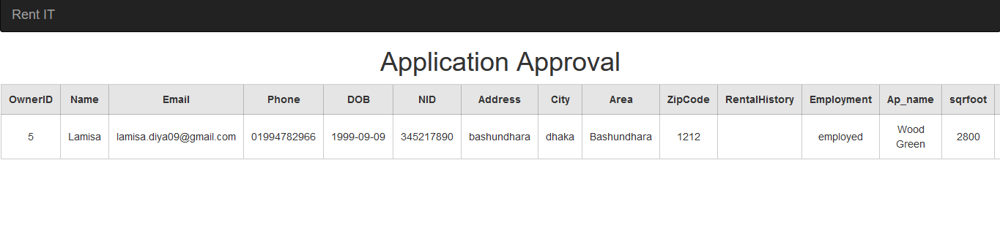 Rent IT
Application Approval
OwnerID Name Email Phone DOB NID Address City Area ZipCode RentalHistory Employment Ap_name sqrfoot
5 Lamisa lamisa.diya09@gmail.com 01994782966 1999-09-09 345217890 bashundhara dhaka Bashundhara 1212 employed Wood Green 2800